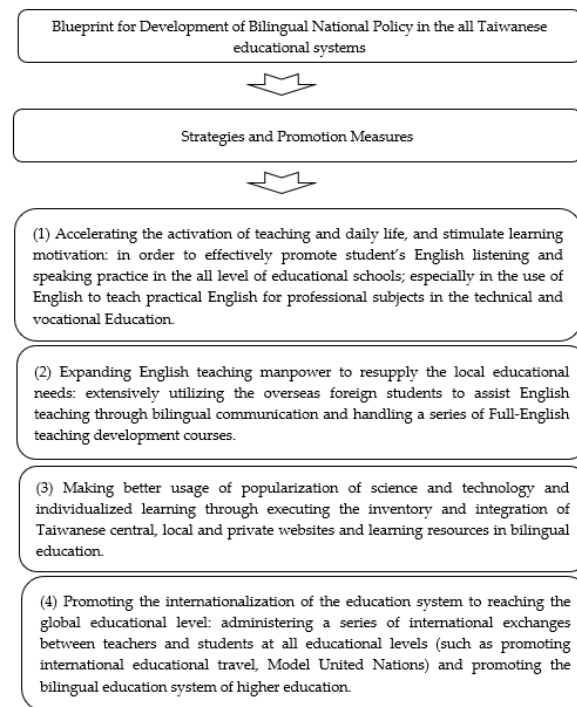 Blueprint for Development of Bilingual National Policy in the all Taiwanese
educational systems
Strategies and Promotion Measures
(1) Accelerating the activation of teaching and daily life, and stimulate learning
motivation: in order to effectively promote student's English listening and
speaking practice in the all level of educational schools; especially in the use of
English to teach practical English for professional subjects in the technical and
vocational Education.
(2) Expanding English teaching manpower to resupply the local educational
needs: extensively utilizing the overseas foreign students to assist English
teaching through bilingual communication and handling a series of Full-English
teaching development courses.
(3) Making better usage of popularization of science and technology and
individualized learning through executing the inventory and integration of
Taiwanese central, local and private websites and learning resources in bilingual
education.
(4) Promoting the internationalization of the education system to reaching the
global educational level: administering a series of international exchanges
between teachers and students at all educational levels (such as promoting
international educational travel, Model United Nations) and promoting the
bilingual education system of higher education.